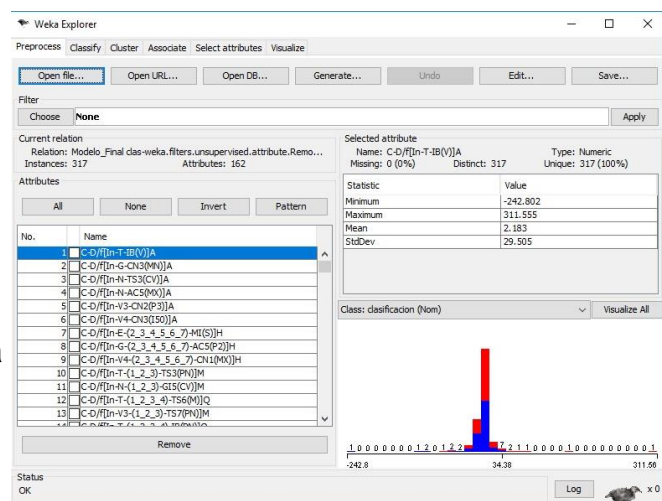 Weka Explorer
Preprocess Classify Cluster Associate Select attributes Visualize
Open file... Open URL... Open DB... Generate... Undo Edit... Save...
Filter
Choose None Apply
Current relation
Relation: Modelo_Final clas-weka.filters.unsupervised.attribute.Remo...
Instances: 317 Attributes: 162
Attributes
All None Invert Pattern
No. Name
1 C-D/f[In-T-IB(V)]A
2 C-D/f[In-G-CN3(MN)]A
3 C-D/f[In-N-TS3(CV)]A
4 C-D/f[In-N-AC5(MX)]A
5 C-D/f[In-V3-CN2(P3)]A
6 C-D/f[In-V4-CN3(I50)]A
7 C-D/f[In-E-(2_3_4_5_6_7)-MI(S)]H
8 C-D/f[In-G-(2_3_4_5_6_7)-AC5(P2)]H
9 C-D/f[In-V4-(2_3_4_5_6_7)-CN1(MX)]H
10 C-D/f[In-T-(1_2_3)-TS3(PN)]M
11 C-D/f[In-N-(1_2_3)-GI5(CV)]M
12 C-D/f[In-T-(1_2_3_4)-TS6(M)]Q
13 C-D/f[In-V3-(1_2_3)-TS7(PN)]M
Remove
Selected attribute
Name: C-D/f[In-T-IB(V)]A Type: Numeric
Missing: 0 (0%) Distinct: 317 Unique: 317 (100%)
Statistic Value
Minimum -242.802
Maximum 311.555
Mean 2.183
StdDev 29.505
Class: clasificacion (Nom) Visualize All
-242.8 34.38 311.56
Status
OK
Log x 0